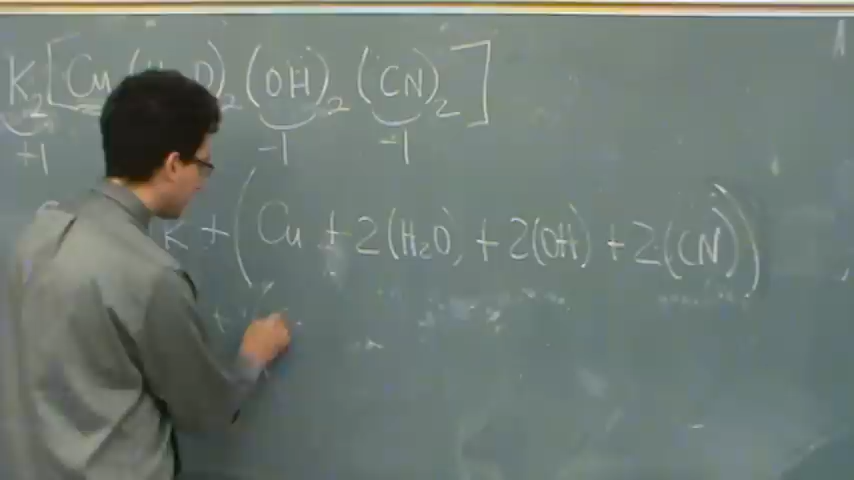 K₂[Cu(H₂O)₂(OH)₂(CN)₂]
+1 -1 -1
K + (Cu + 2(H₂O) + 2(OH) + 2(CN))
+
A